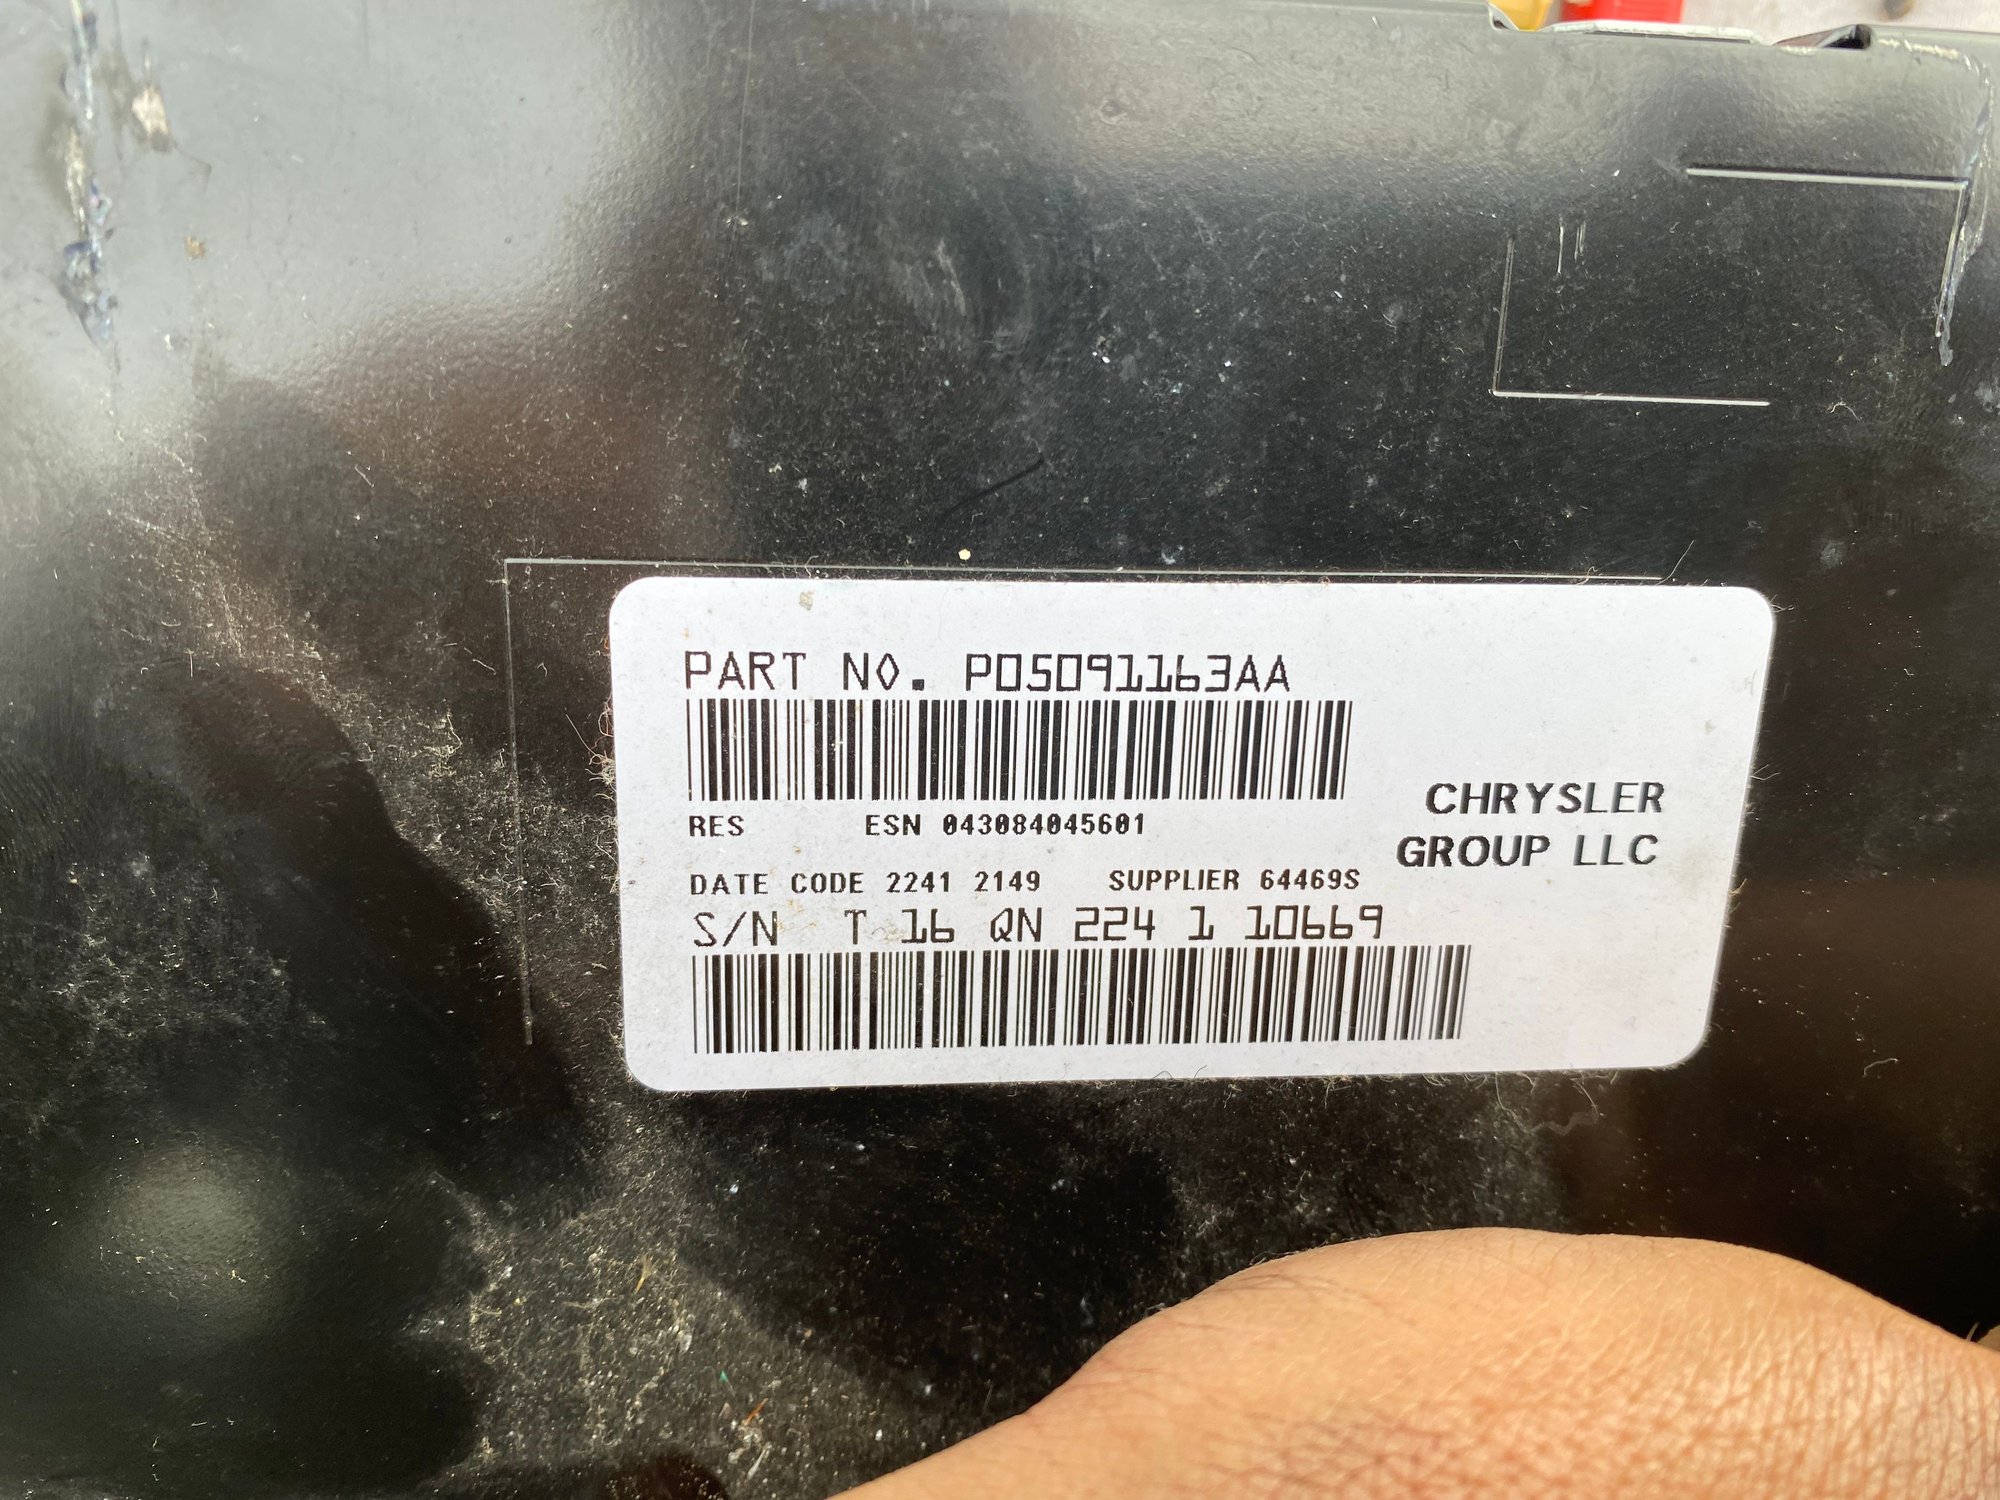 PART NO. P05091163AA
RES ESN 043084045601
DATE CODE 2241 2149 SUPPLIER 64469S
S/N T 16 QN 224 1 10669
CHRYSLER
GROUP LLC